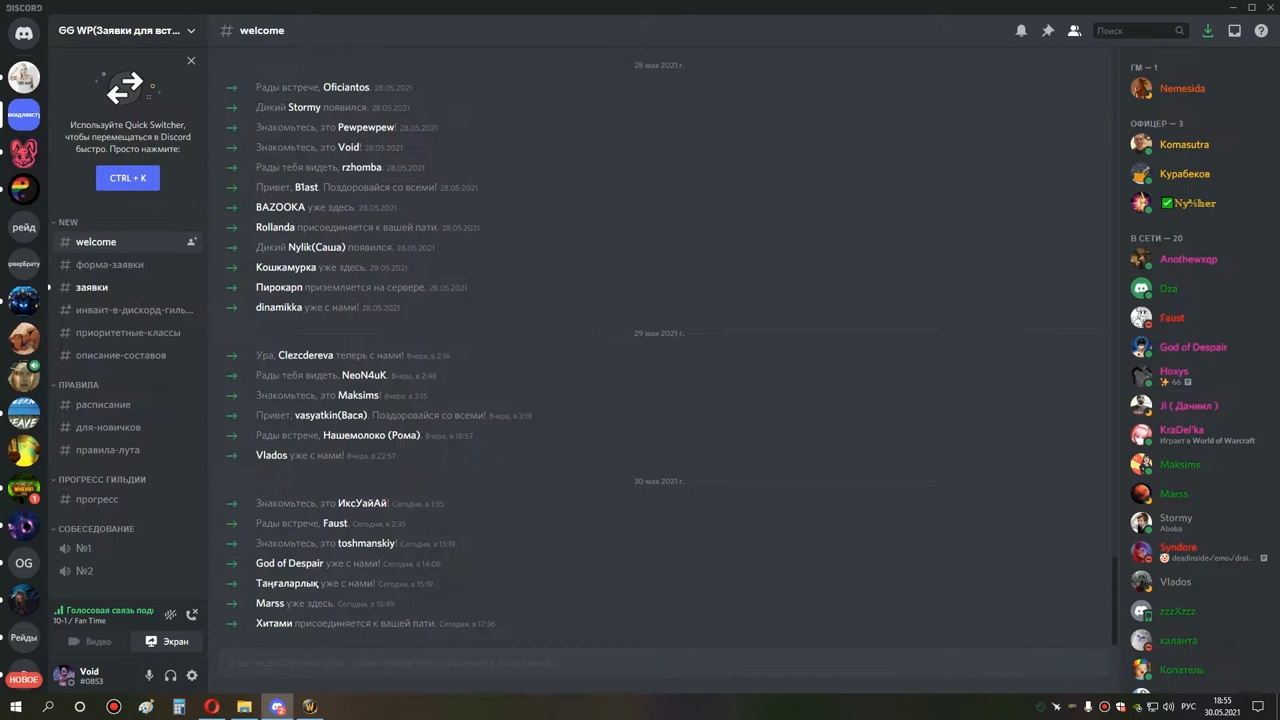 DISCORD
GG WP(Заявки для вст...
# welcome
Поиск
Используйте Quick Switcher,
чтобы перемещаться в Discord
быстро. Просто нажмите:
CTRL + K
NEW
# welcome
# форма-заявки
# заявки
# инваит-в-дискорд-гиль...
# приоритетные-классы
# описание-составов
ПРАВИЛА
# расписание
# для-новичков
# правила-лута
ПРОГРЕСС ГИЛЬДИИ
# прогресс
СОБЕСЕДОВАНИЕ
№1
№2
Голосовая связь подк
10-1 / Fan Time
Видео
Экран
Void
#0853
рейд
OG
Рейды
НОВОЕ
28 мая 2021 г.
Рады встрече, Oficiantos. 28.05.2021
Дикий Stormy появился. 28.05.2021
Знакомьтесь, это Pewpewpew! 28.05.2021
Знакомьтесь, это Void! 28.05.2021
Рады тебя видеть, rzhomba. 28.05.2021
Привет, B1ast. Поздоровайся со всеми! 28.05.2021
BAZOOKA уже здесь. 28.05.2021
Rollanda присоединяется к вашей пати. 28.05.2021
Дикий Nylik(Саша) появился. 28.05.2021
Кошкамурка уже здесь. 28.05.2021
Пирокарп приземляется на сервере. 28.05.2021
dinamikka уже с нами! 28.05.2021
29 мая 2021 г.
Ура, Clezcdereva теперь с нами! Вчера, в 2:16
Рады тебя видеть, NeoN4uK. Вчера, в 2:48
Знакомьтесь, это Maksims! Вчера, в 3:15
Привет, vasyatkin(Вася). Поздоровайся со всеми! Вчера, в 3:18
Рады встрече, Нашемолоко (Рома). Вчера, в 18:57
Vlados уже с нами! Вчера, в 22:57
30 мая 2021 г.
Знакомьтесь, это ИксУайАй! Сегодня, в 1:35
Рады встрече, Faust. Сегодня, в 2:35
Знакомьтесь, это toshmanskiy! Сегодня, в 13:19
God of Despair уже с нами! Сегодня, в 14:06
Таңғаларлық уже с нами! Сегодня, в 15:19
Marss уже здесь. Сегодня, в 15:49
Хитами присоединяется к вашей пати. Сегодня, в 17:36
ГМ — 1
Nemesida
ОФИЦЕР — 3
Komasutra
Курабеков
В СЕТИ — 20
Anothewxqp
Dza
Faust
God of Despair
Hoxys
66
Jl ( Даниил )
KraDel'ka
Играет в World of Warcraft
Maksims
Marss
Stormy
Aboba
Syndore
deadinside✓emo✓drai...
Vlados
zzzXzzz
каланта
Копатель
РУС
18:55
30.05.2021